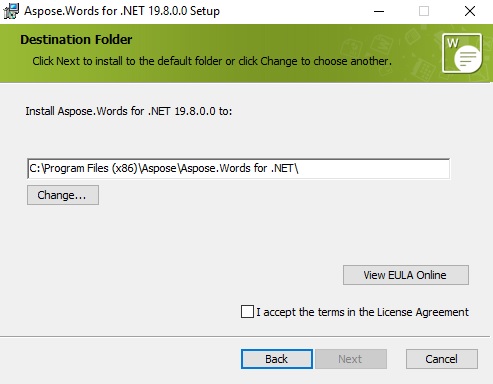 Aspose.Words for .NET 19.8.0.0 Setup
Destination Folder
Click Next to install to the default folder or click Change to choose another.
W
Install Aspose.Words for .NET 19.8.0.0 to:
C:\Program Files (x86)\Aspose\Aspose.Words for .NET\
Change...
View EULA Online
I accept the terms in the License Agreement
Back Next Cancel